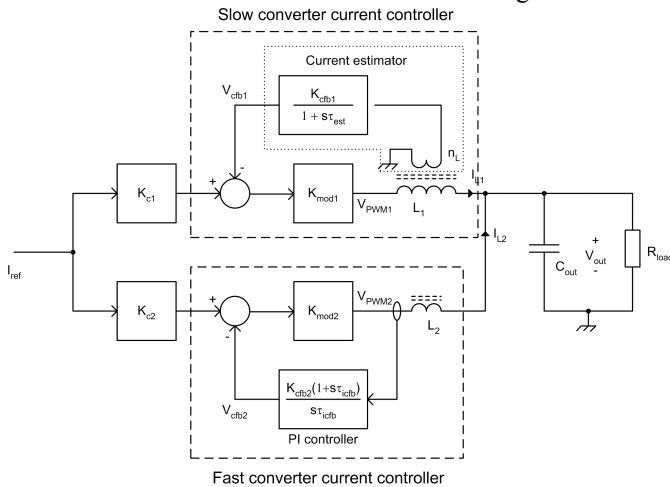 Slow converter current controller
Current estimator
V_cfb1
K_cfb1
1 + sτ_est
n_L
+
-
K_c1
K_mod1
V_PWM1
L_1
I_L1
I_L2
I_ref
C_out
+
V_out
-
R_load
K_c2
+
-
K_mod2
V_PWM2
L_2
K_cfb2(1+sτ_icfb)
sτ_icfb
V_cfb2
PI controller
Fast converter current controller